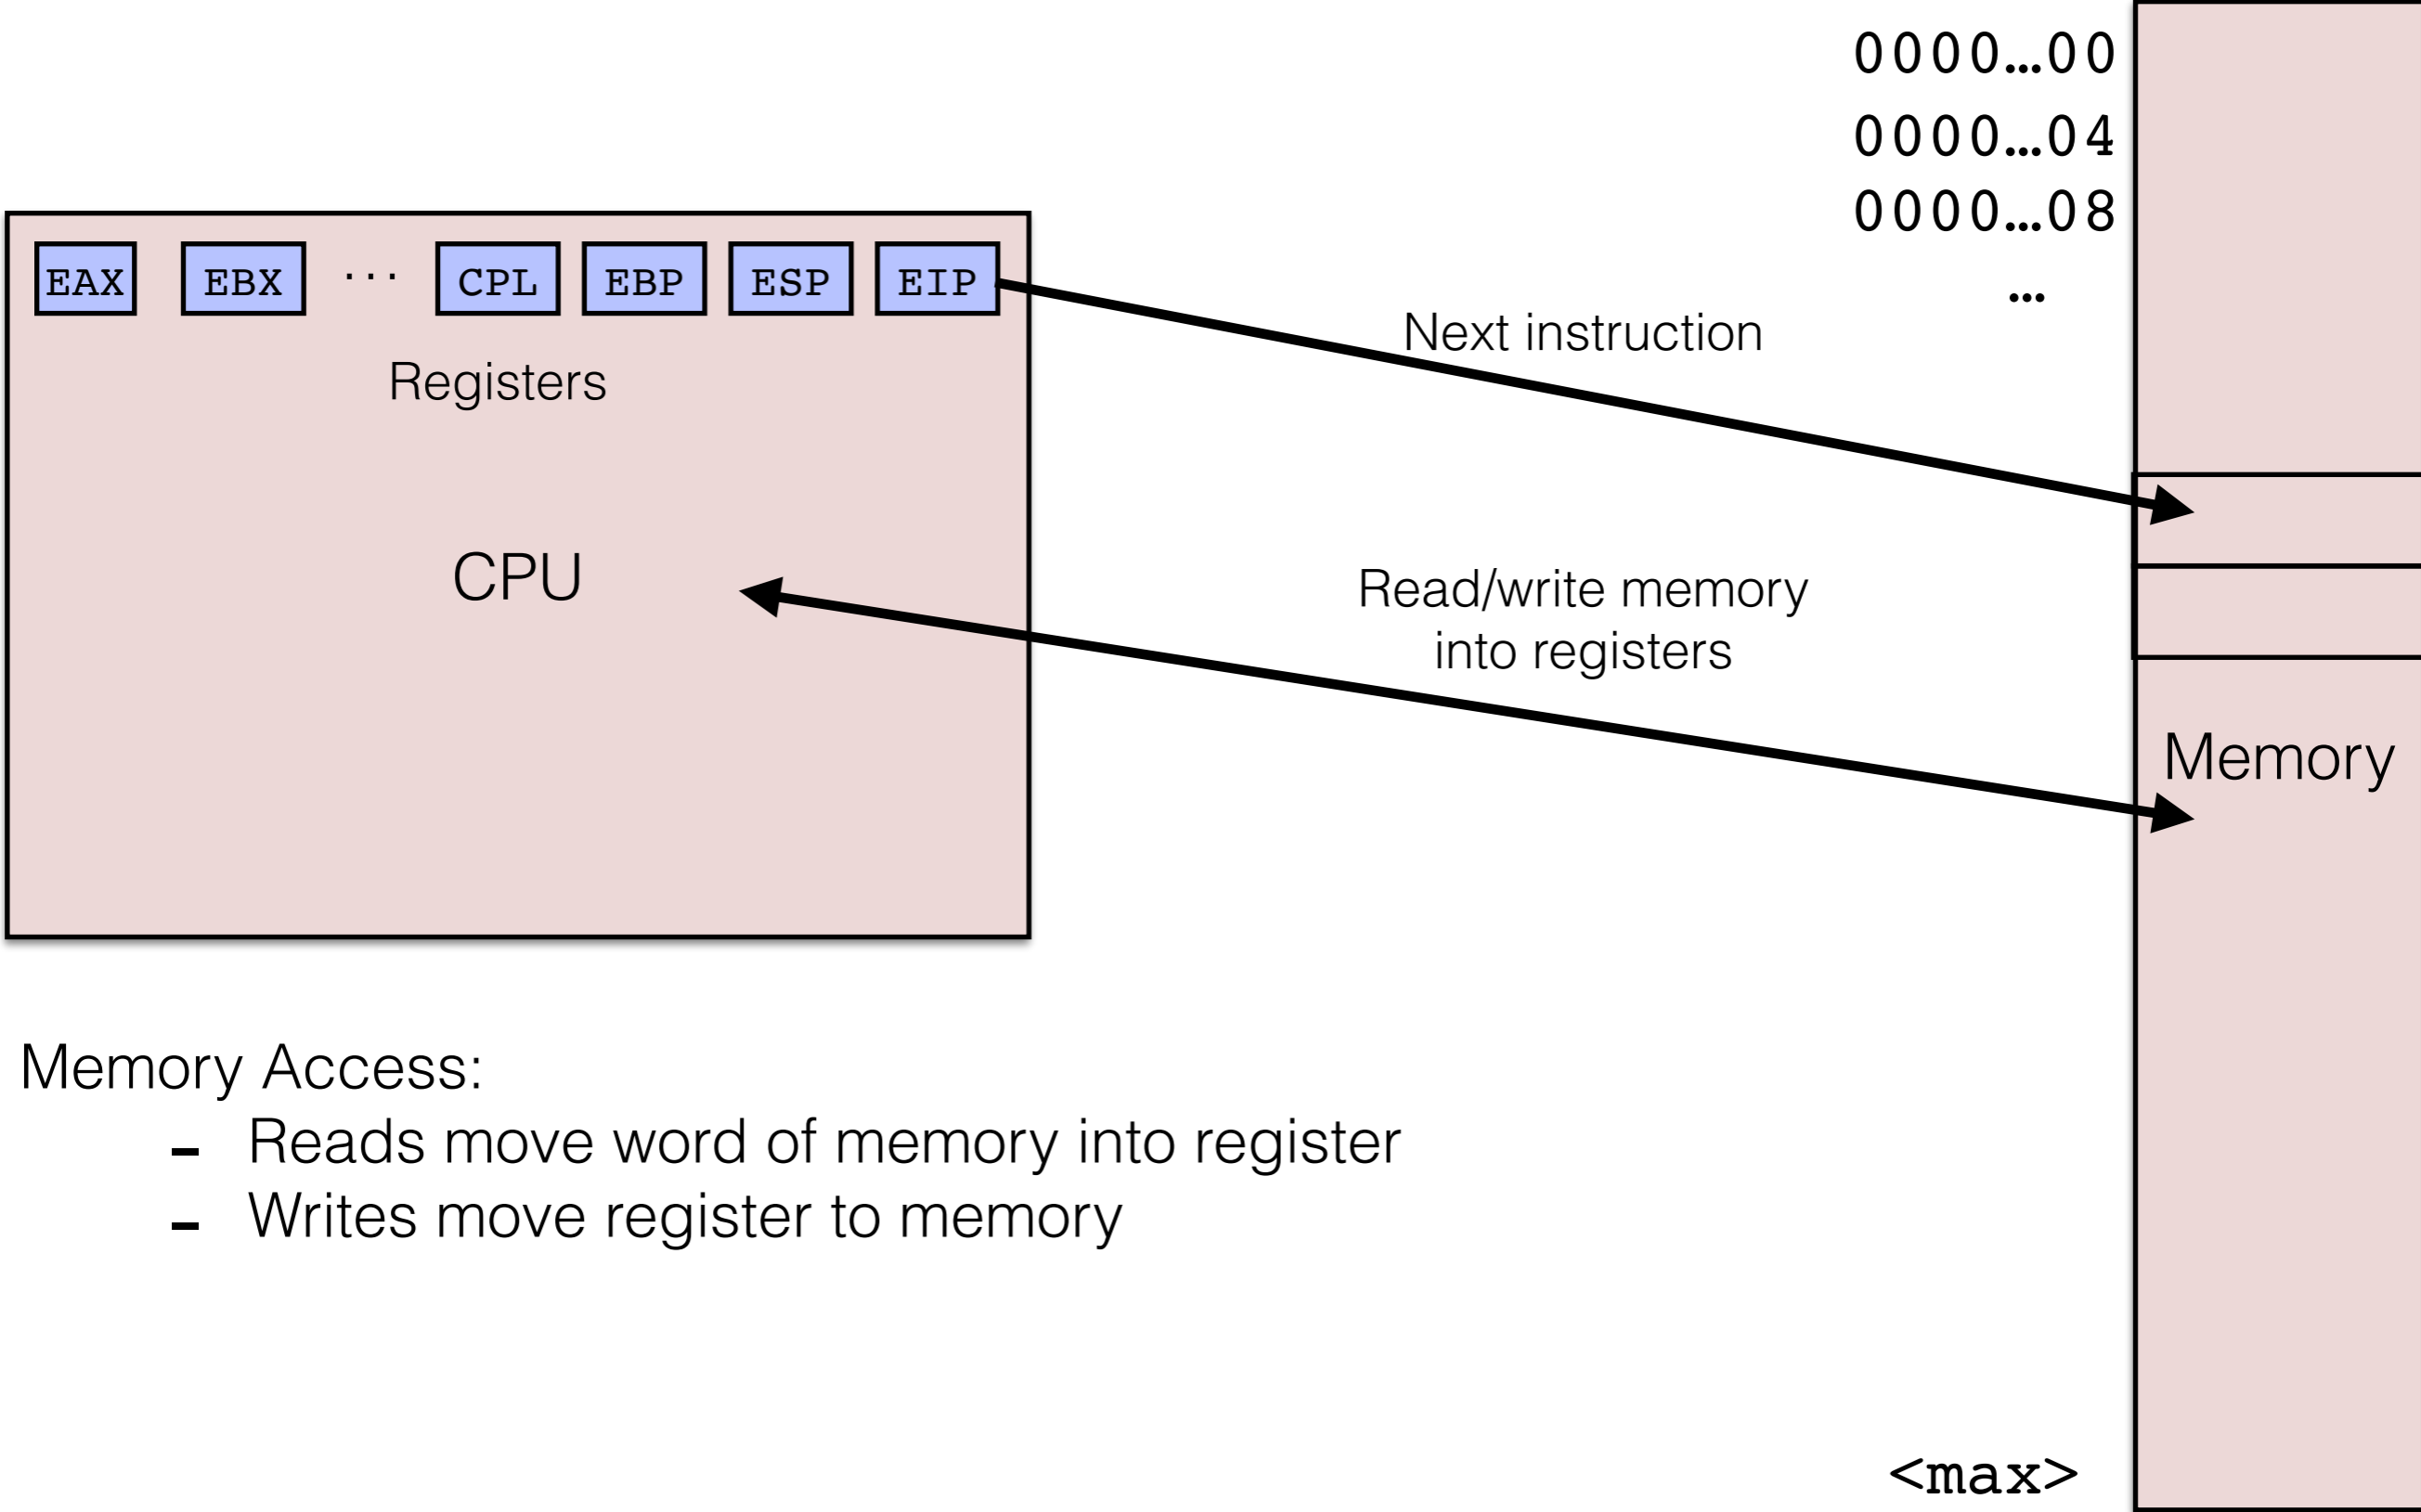 0000…00
0000…04
0000…08
…
EAX EBX ... CPL EBP ESP EIP
Registers
Next instruction
CPU
Read/write memory
into registers
Memory
Memory Access:
- Reads move word of memory into register
- Writes move register to memory
<max>